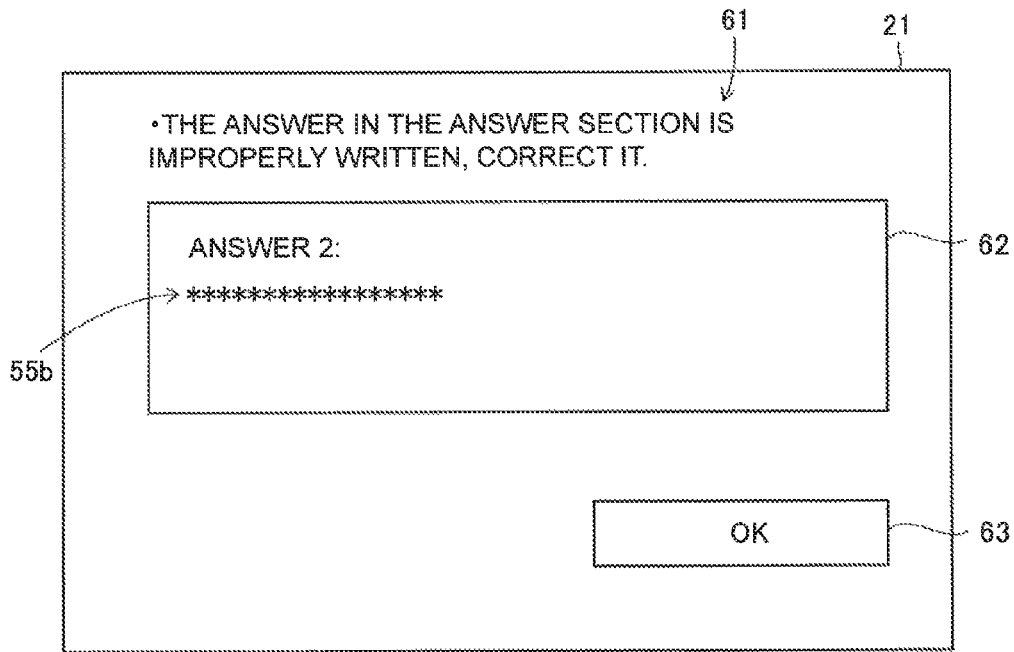 61
21
•THE ANSWER IN THE ANSWER SECTION IS
IMPROPERLY WRITTEN, CORRECT IT.
ANSWER 2:
62
*****************
55b
OK
63